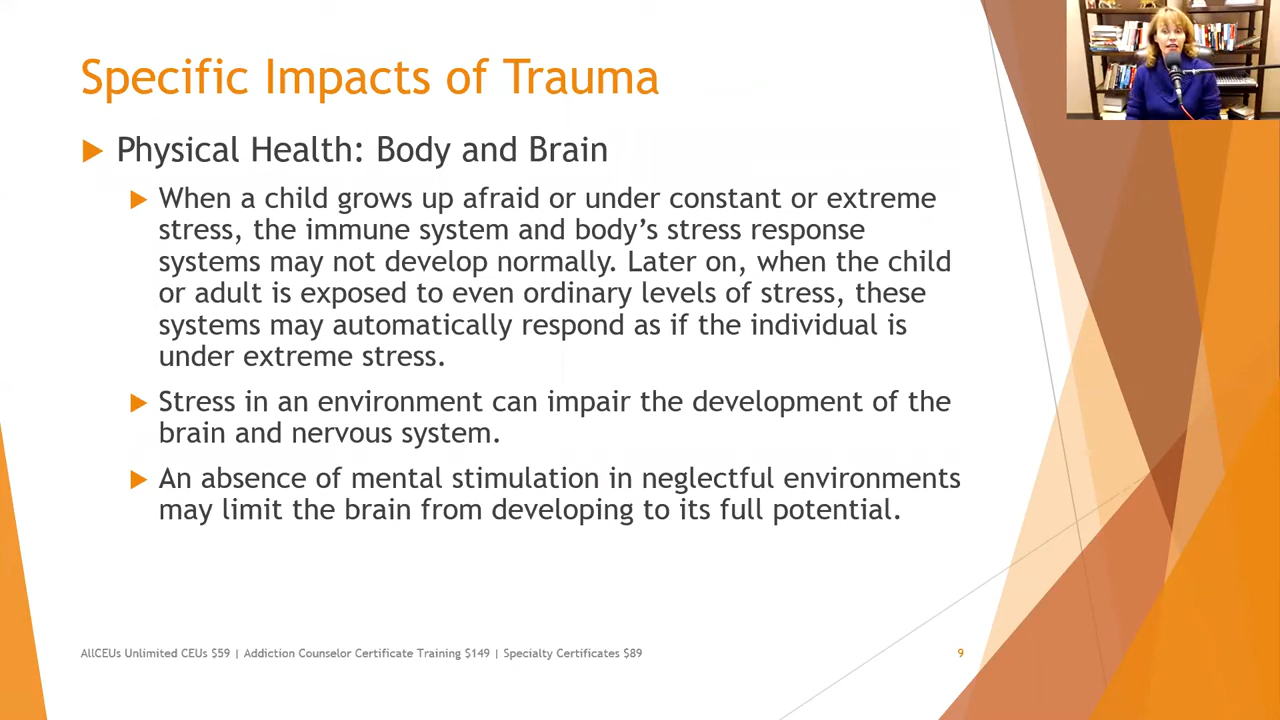 Specific Impacts of Trauma
Physical Health: Body and Brain
When a child grows up afraid or under constant or extreme
stress, the immune system and body’s stress response
systems may not develop normally. Later on, when the child
or adult is exposed to even ordinary levels of stress, these
systems may automatically respond as if the individual is
under extreme stress.
Stress in an environment can impair the development of the
brain and nervous system.
An absence of mental stimulation in neglectful environments
may limit the brain from developing to its full potential.
AllCEUs Unlimited CEUs $59 | Addiction Counselor Certificate Training $149 | Specialty Certificates $89
9